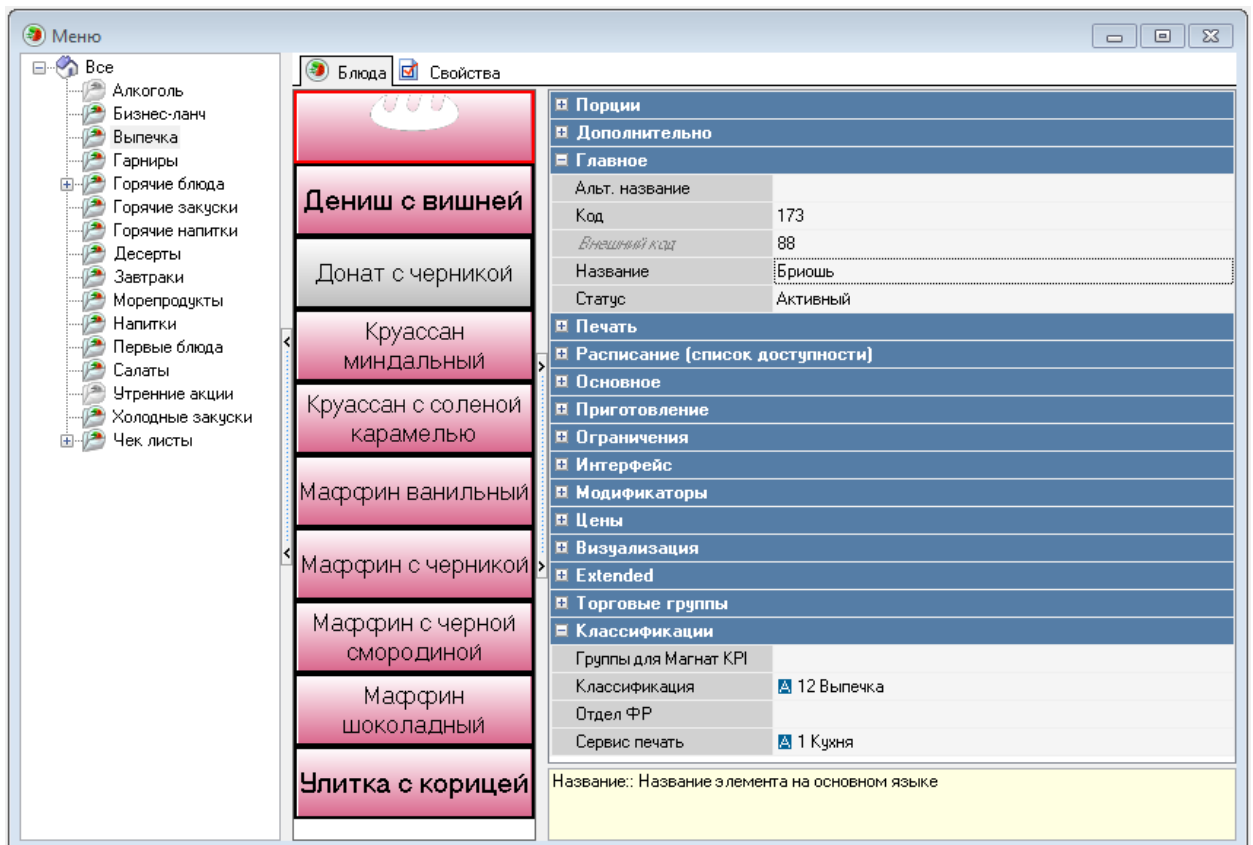 Меню
Все
Алкоголь
Бизнес-ланч
Выпечка
Гарниры
Горячие блюда
Горячие закуски
Горячие напитки
Десерты
Завтраки
Морепродукты
Напитки
Первые блюда
Салаты
Утренние акции
Холодные закуски
Чек листы
Блюда Свойства
Дениш с вишней
Донат с черникой
Круассан
миндальный
Круассан с соленой
карамелью
Маффин ванильный
Маффин с черникой
Маффин с черной
смородиной
Маффин
шоколадный
Улитка с корицей
Порции
Дополнительно
Главное
Альт. название
Код 173
Внешний код 88
Название Бриошь
Статус Активный
Печать
Расписание (список доступности)
Основное
Приготовление
Ограничения
Интерфейс
Модификаторы
Цены
Визуализация
Extended
Торговые группы
Классификации
Группы для Магнат KPI
Классификация A 12 Выпечка
Отдел ФР
Сервис печать A 1 Кухня
Название:: Название элемента на основном языке